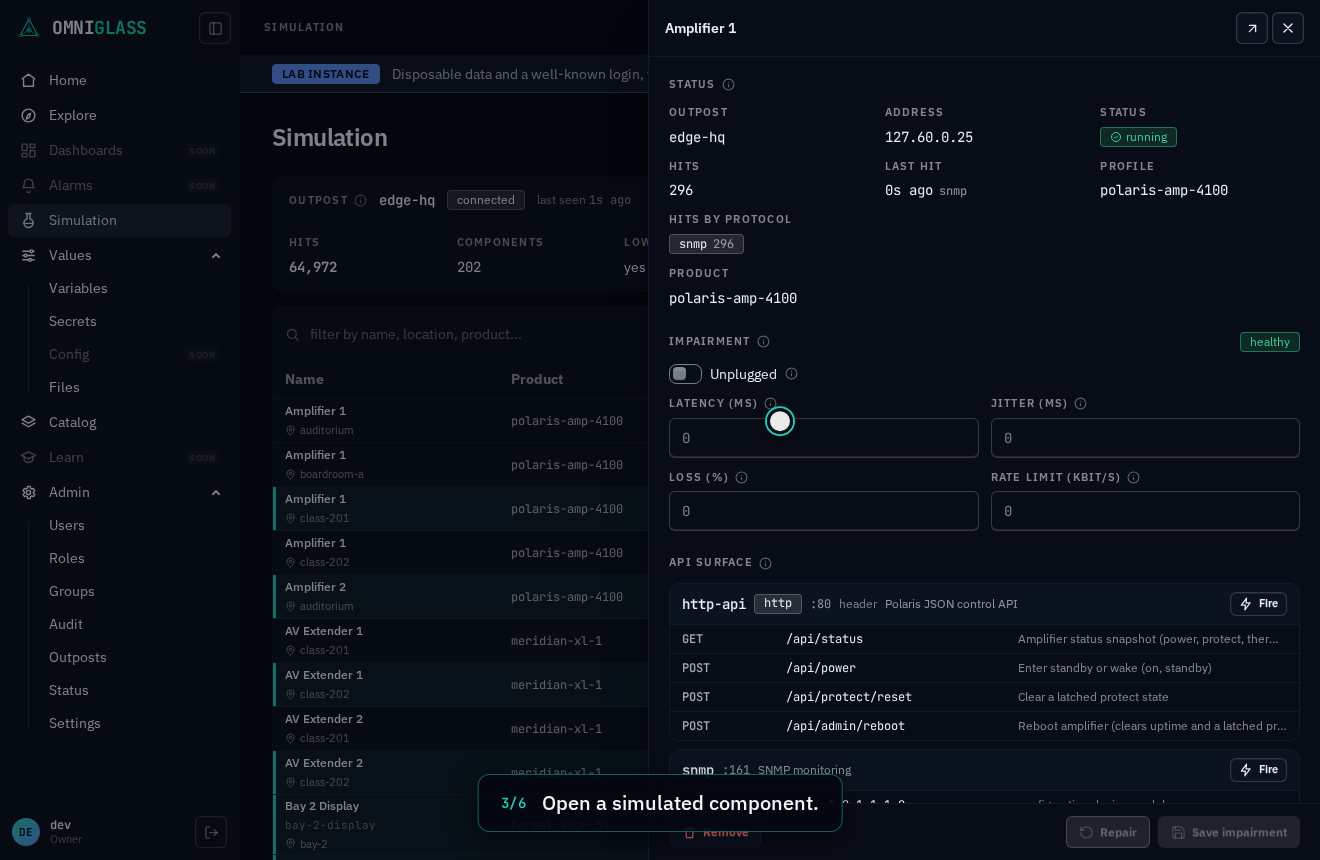 OMNIGLASS
Home
Explore
Dashboards SOON
Alarms SOON
Simulation
Values
Variables
Secrets
Config SOON
Files
Catalog
Learn SOON
Admin
Users
Roles
Groups
Audit
Outposts
Status
Settings
DE dev
Owner
SIMULATION
LAB INSTANCE Disposable data and a well-known login,
Simulation
OUTPOST edge-hq connected last seen 1s ago
HITS COMPONENTS LOW
64,972 202 yes
filter by name, location, product...
Name Product
Amplifier 1 polaris-amp-4100
auditorium
Amplifier 1 polaris-amp-4100
boardroom-a
Amplifier 1 polaris-amp-4100
class-201
Amplifier 1 polaris-amp-4100
class-202
Amplifier 2 polaris-amp-4100
auditorium
AV Extender 1 meridian-xl-1
class-201
AV Extender 1 meridian-xl-1
class-202
AV Extender 2 meridian-xl-1
class-201
AV Extender 2 meridian-xl-1
class-202
Bay 2 Display
bay-2-display
bay-2
Amplifier 1
STATUS
OUTPOST ADDRESS STATUS
edge-hq 127.60.0.25 running
HITS LAST HIT PROFILE
296 0s ago snmp polaris-amp-4100
HITS BY PROTOCOL
snmp 296
PRODUCT
polaris-amp-4100
IMPAIRMENT healthy
Unplugged
LATENCY (MS) JITTER (MS)
0 0
LOSS (%) RATE LIMIT (KBIT/S)
0 0
API SURFACE
http-api http :80 header Polaris JSON control API Fire
GET /api/status Amplifier status snapshot (power, protect, ther...
POST /api/power Enter standby or wake (on, standby)
POST /api/protect/reset Clear a latched protect state
POST /api/admin/reboot Reboot amplifier (clears uptime and a latched pr...
snmp :161 SNMP monitoring Fire
3/6 Open a simulated component.
Remove Repair Save impairment